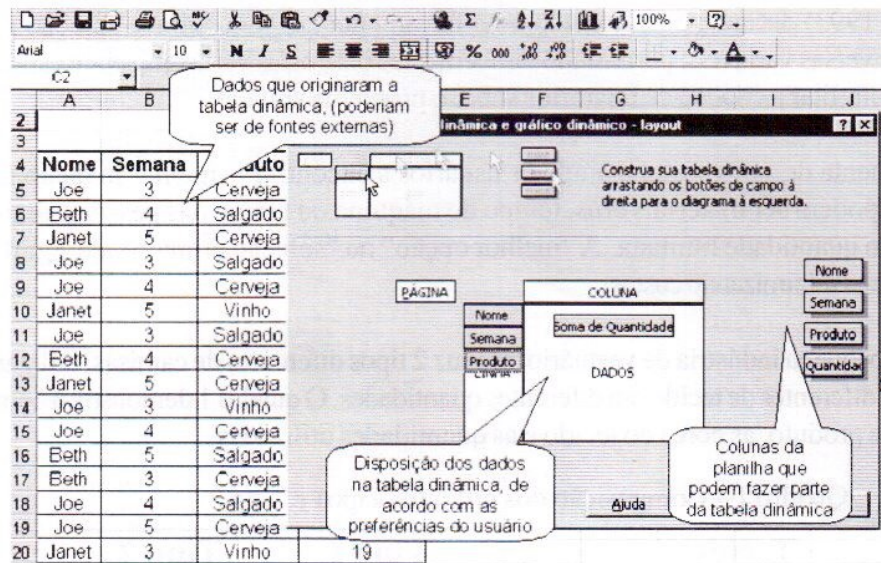 100%
Arial 10 N I S % 000
C2
A B E F G H I J
Dados que originaram a
tabela dinâmica, (poderiam
ser de fontes externas)
dinâmica e gráfico dinâmico - layout
2
3
4 Nome Semana
5 Joe 3 Cerveja
6 Beth 4 Salgado
7 Janet 5 Cerveja
8 Joe 3 Salgado
9 Joe 4 Cerveja
10 Janet 5 Vinho
11 Joe 3 Salgado
12 Beth 4 Cerveja
13 Janet 5 Cerveja
14 Joe 3 Vinho
15 Joe 4 Cerveja
16 Beth 5 Salgado
17 Beth 3 Cerveja
18 Joe 4 Salgado
19 Joe 5 Cerveja
20 Janet 3 Vinho 19
Construa sua tabela dinâmica
arrastando os botões de campo à
direita para o diagrama à esquerda.
PÁGINA
COLUNA
Nome
Semana
Produto
Soma de Quantidade
DADOS
Nome
Semana
Produto
Quantidad
Disposição dos dados
na tabela dinâmica, de
acordo com as
preferências do usuário
Ajuda
Colunas da
planilha que
podem fazer parte
da tabela dinâmica